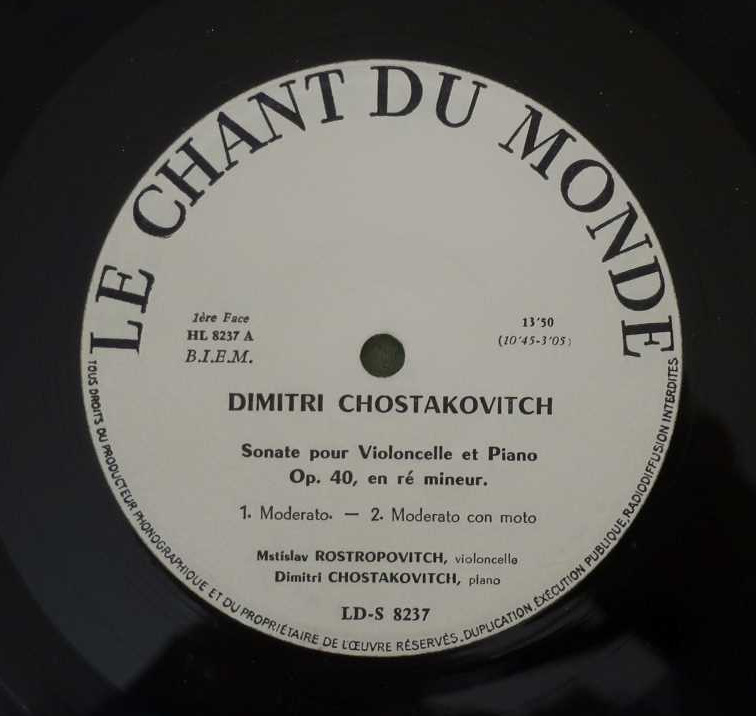 LE CHANT DU MONDE
1ère Face
HL 8237 A
B.I.E.M.
13'50
(10'45-3'05)
DIMITRI CHOSTAKOVITCH
Sonate pour Violoncelle et Piano
Op. 40, en ré mineur.
1. Moderato. — 2. Moderato con moto
Mstislav ROSTROPOVITCH, violoncelle
Dimitri CHOSTAKOVITCH, piano
LD-S 8237
TOUS DROITS DU PRODUCTEUR PHONOGRAPHIQUE ET DU PROPRIÉTAIRE DE L'ŒUVRE RÉSERVÉS. DUPLICATION, EXÉCUTION PUBLIQUE, RADIODIFFUSION INTERDITES